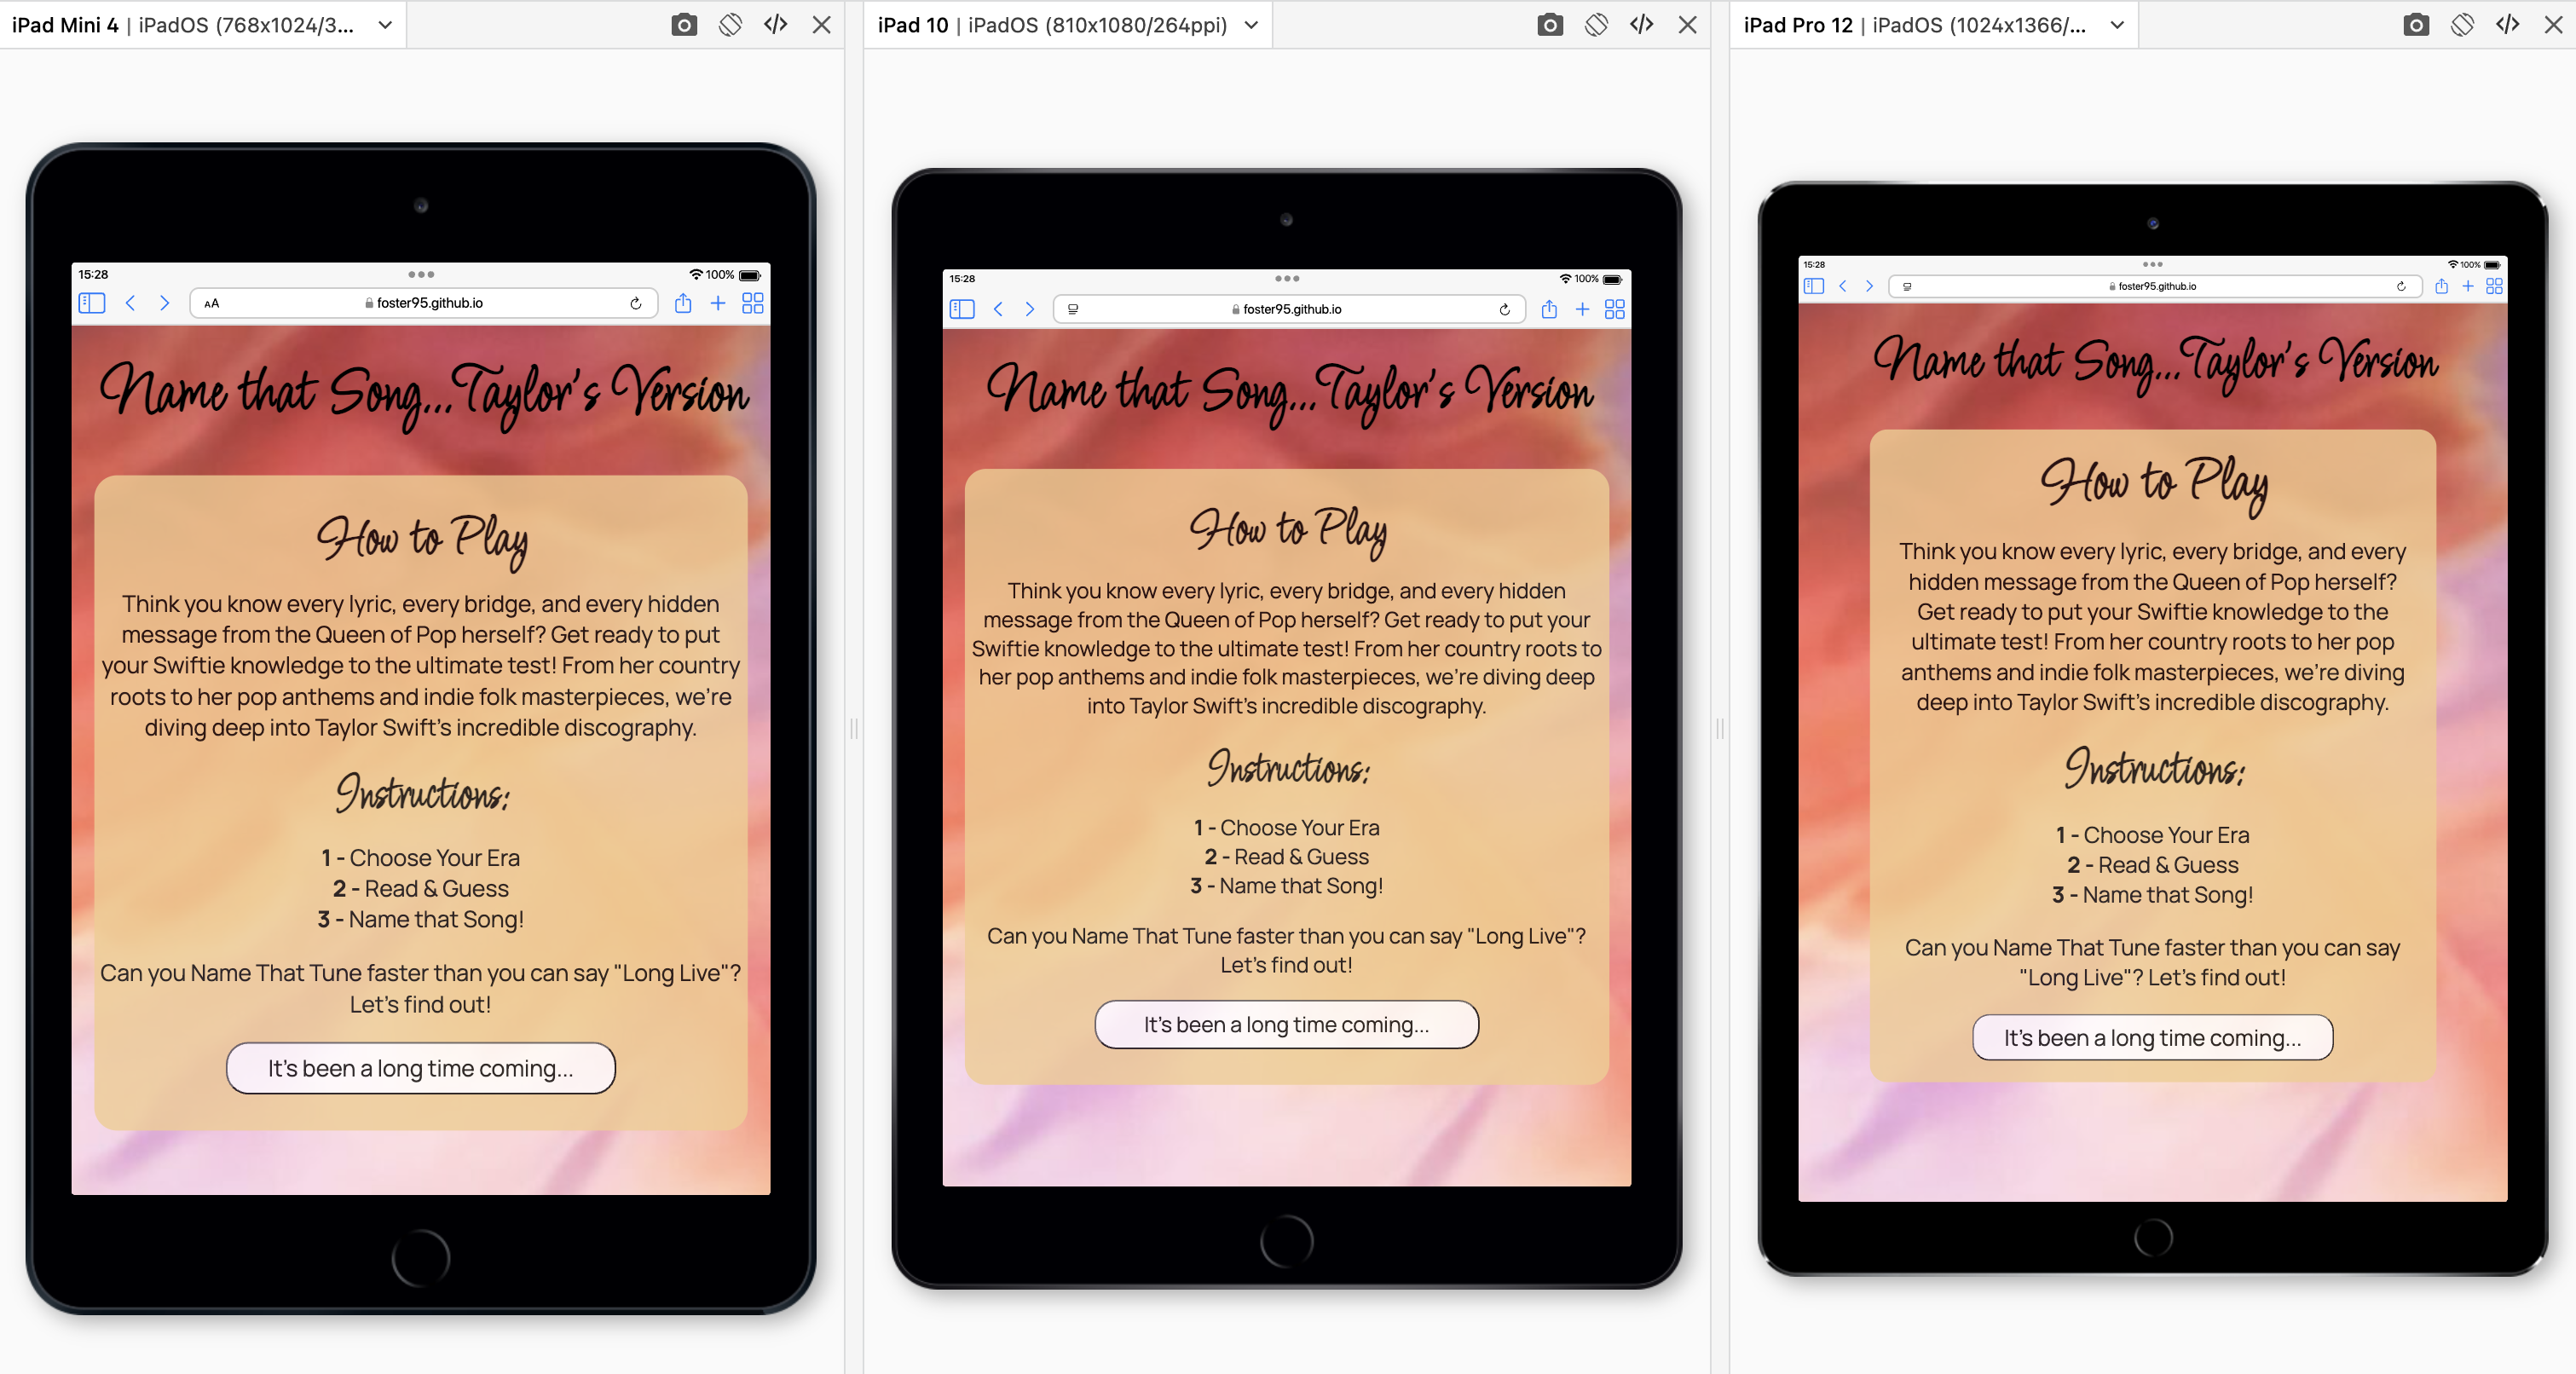 iPad Mini 4 | iPadOS (768x1024/3...
15:28
100%
AA
foster95.github.io
Name that Song...Taylor's Version
How to Play
Think you know every lyric, every bridge, and every hidden
message from the Queen of Pop herself? Get ready to put
your Swiftie knowledge to the ultimate test! From her country
roots to her pop anthems and indie folk masterpieces, we're
diving deep into Taylor Swift's incredible discography.
Instructions:
1 - Choose Your Era
2 - Read & Guess
3 - Name that Song!
Can you Name That Tune faster than you can say "Long Live"?
Let's find out!
It's been a long time coming...
iPad 10 | iPadOS (810x1080/264ppi)
15:28
100%
foster95.github.io
Name that Song...Taylor's Version
How to Play
Think you know every lyric, every bridge, and every hidden
message from the Queen of Pop herself? Get ready to put your
Swiftie knowledge to the ultimate test! From her country roots to
her pop anthems and indie folk masterpieces, we're diving deep
into Taylor Swift's incredible discography.
Instructions:
1 - Choose Your Era
2 - Read & Guess
3 - Name that Song!
Can you Name That Tune faster than you can say "Long Live"?
Let's find out!
It's been a long time coming...
iPad Pro 12 | iPadOS (1024x1366/...
15:28
100%
foster95.github.io
Name that Song...Taylor's Version
How to Play
Think you know every lyric, every bridge, and every
hidden message from the Queen of Pop herself?
Get ready to put your Swiftie knowledge to the
ultimate test! From her country roots to her pop
anthems and indie folk masterpieces, we're diving
deep into Taylor Swift's incredible discography.
Instructions:
1 - Choose Your Era
2 - Read & Guess
3 - Name that Song!
Can you Name That Tune faster than you can say
"Long Live"? Let's find out!
It's been a long time coming...